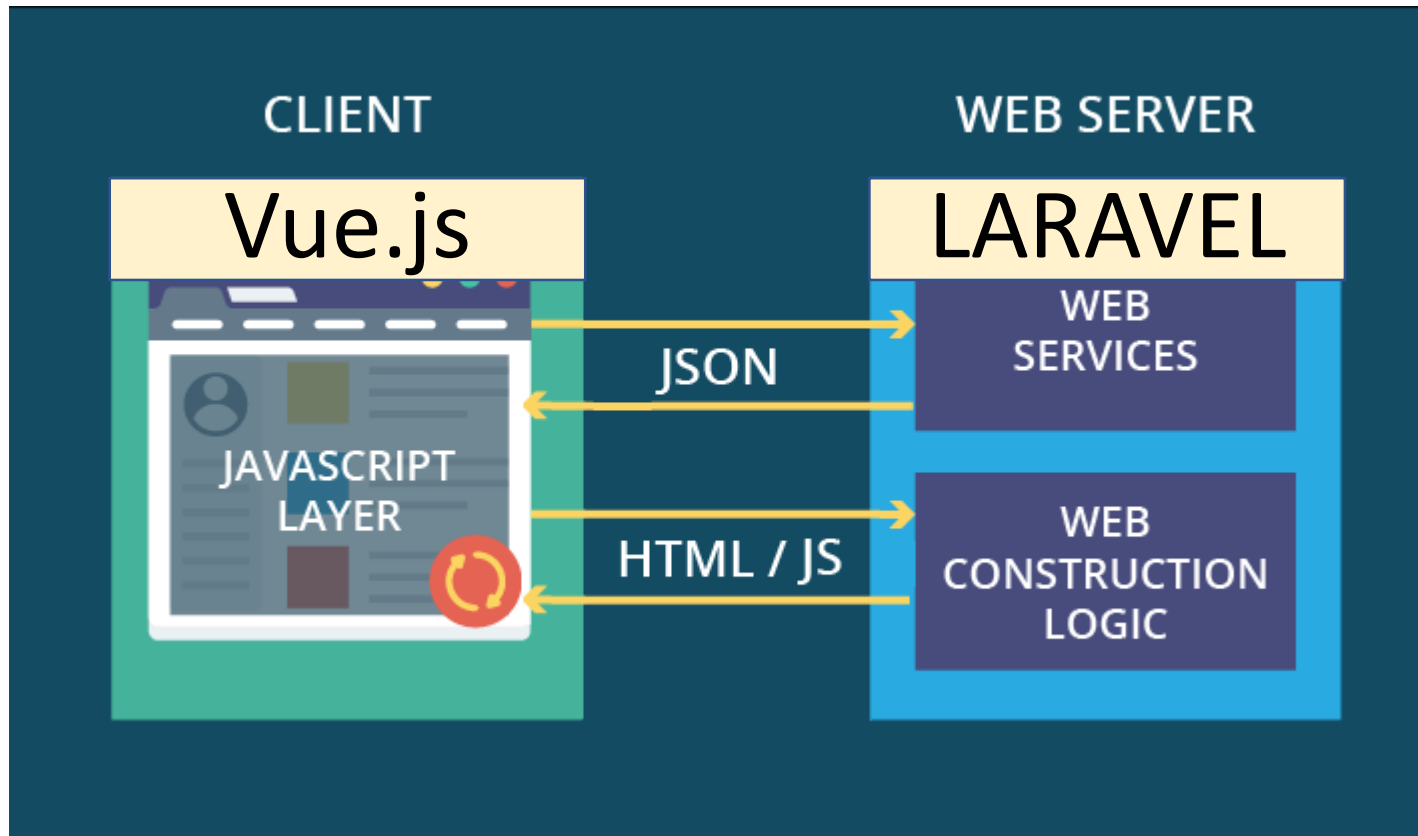 CLIENT
WEB SERVER
Vue.js
LARAVEL
WEB
SERVICES
JSON
JAVASCRIPT
LAYER
HTML / JS
WEB
CONSTRUCTION
LOGIC